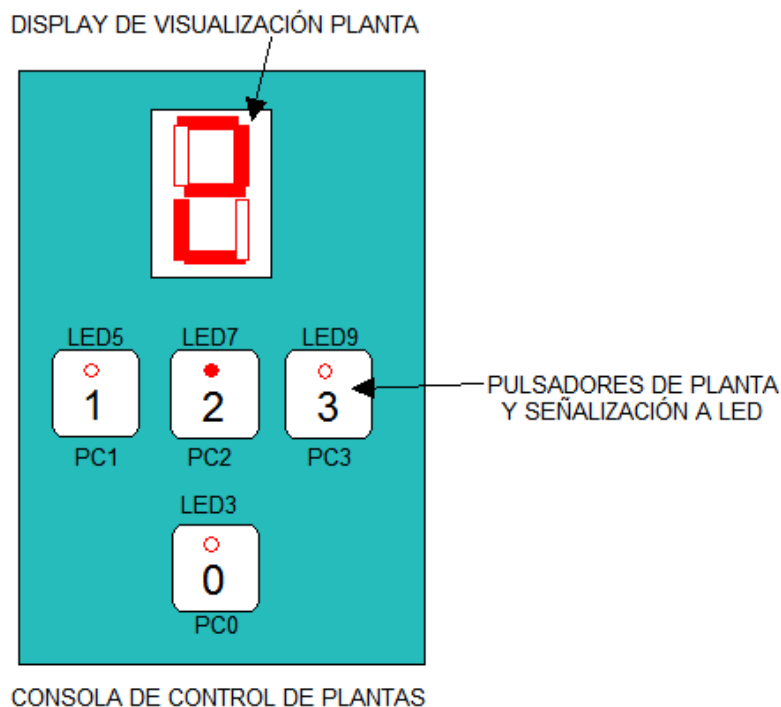 DISPLAY DE VISUALIZACIÓN PLANTA
2
LED5 LED7 LED9
1 2 3
PULSADORES DE PLANTA
Y SEÑALIZACIÓN A LED
PC1 PC2 PC3
LED3
0
PC0
CONSOLA DE CONTROL DE PLANTAS